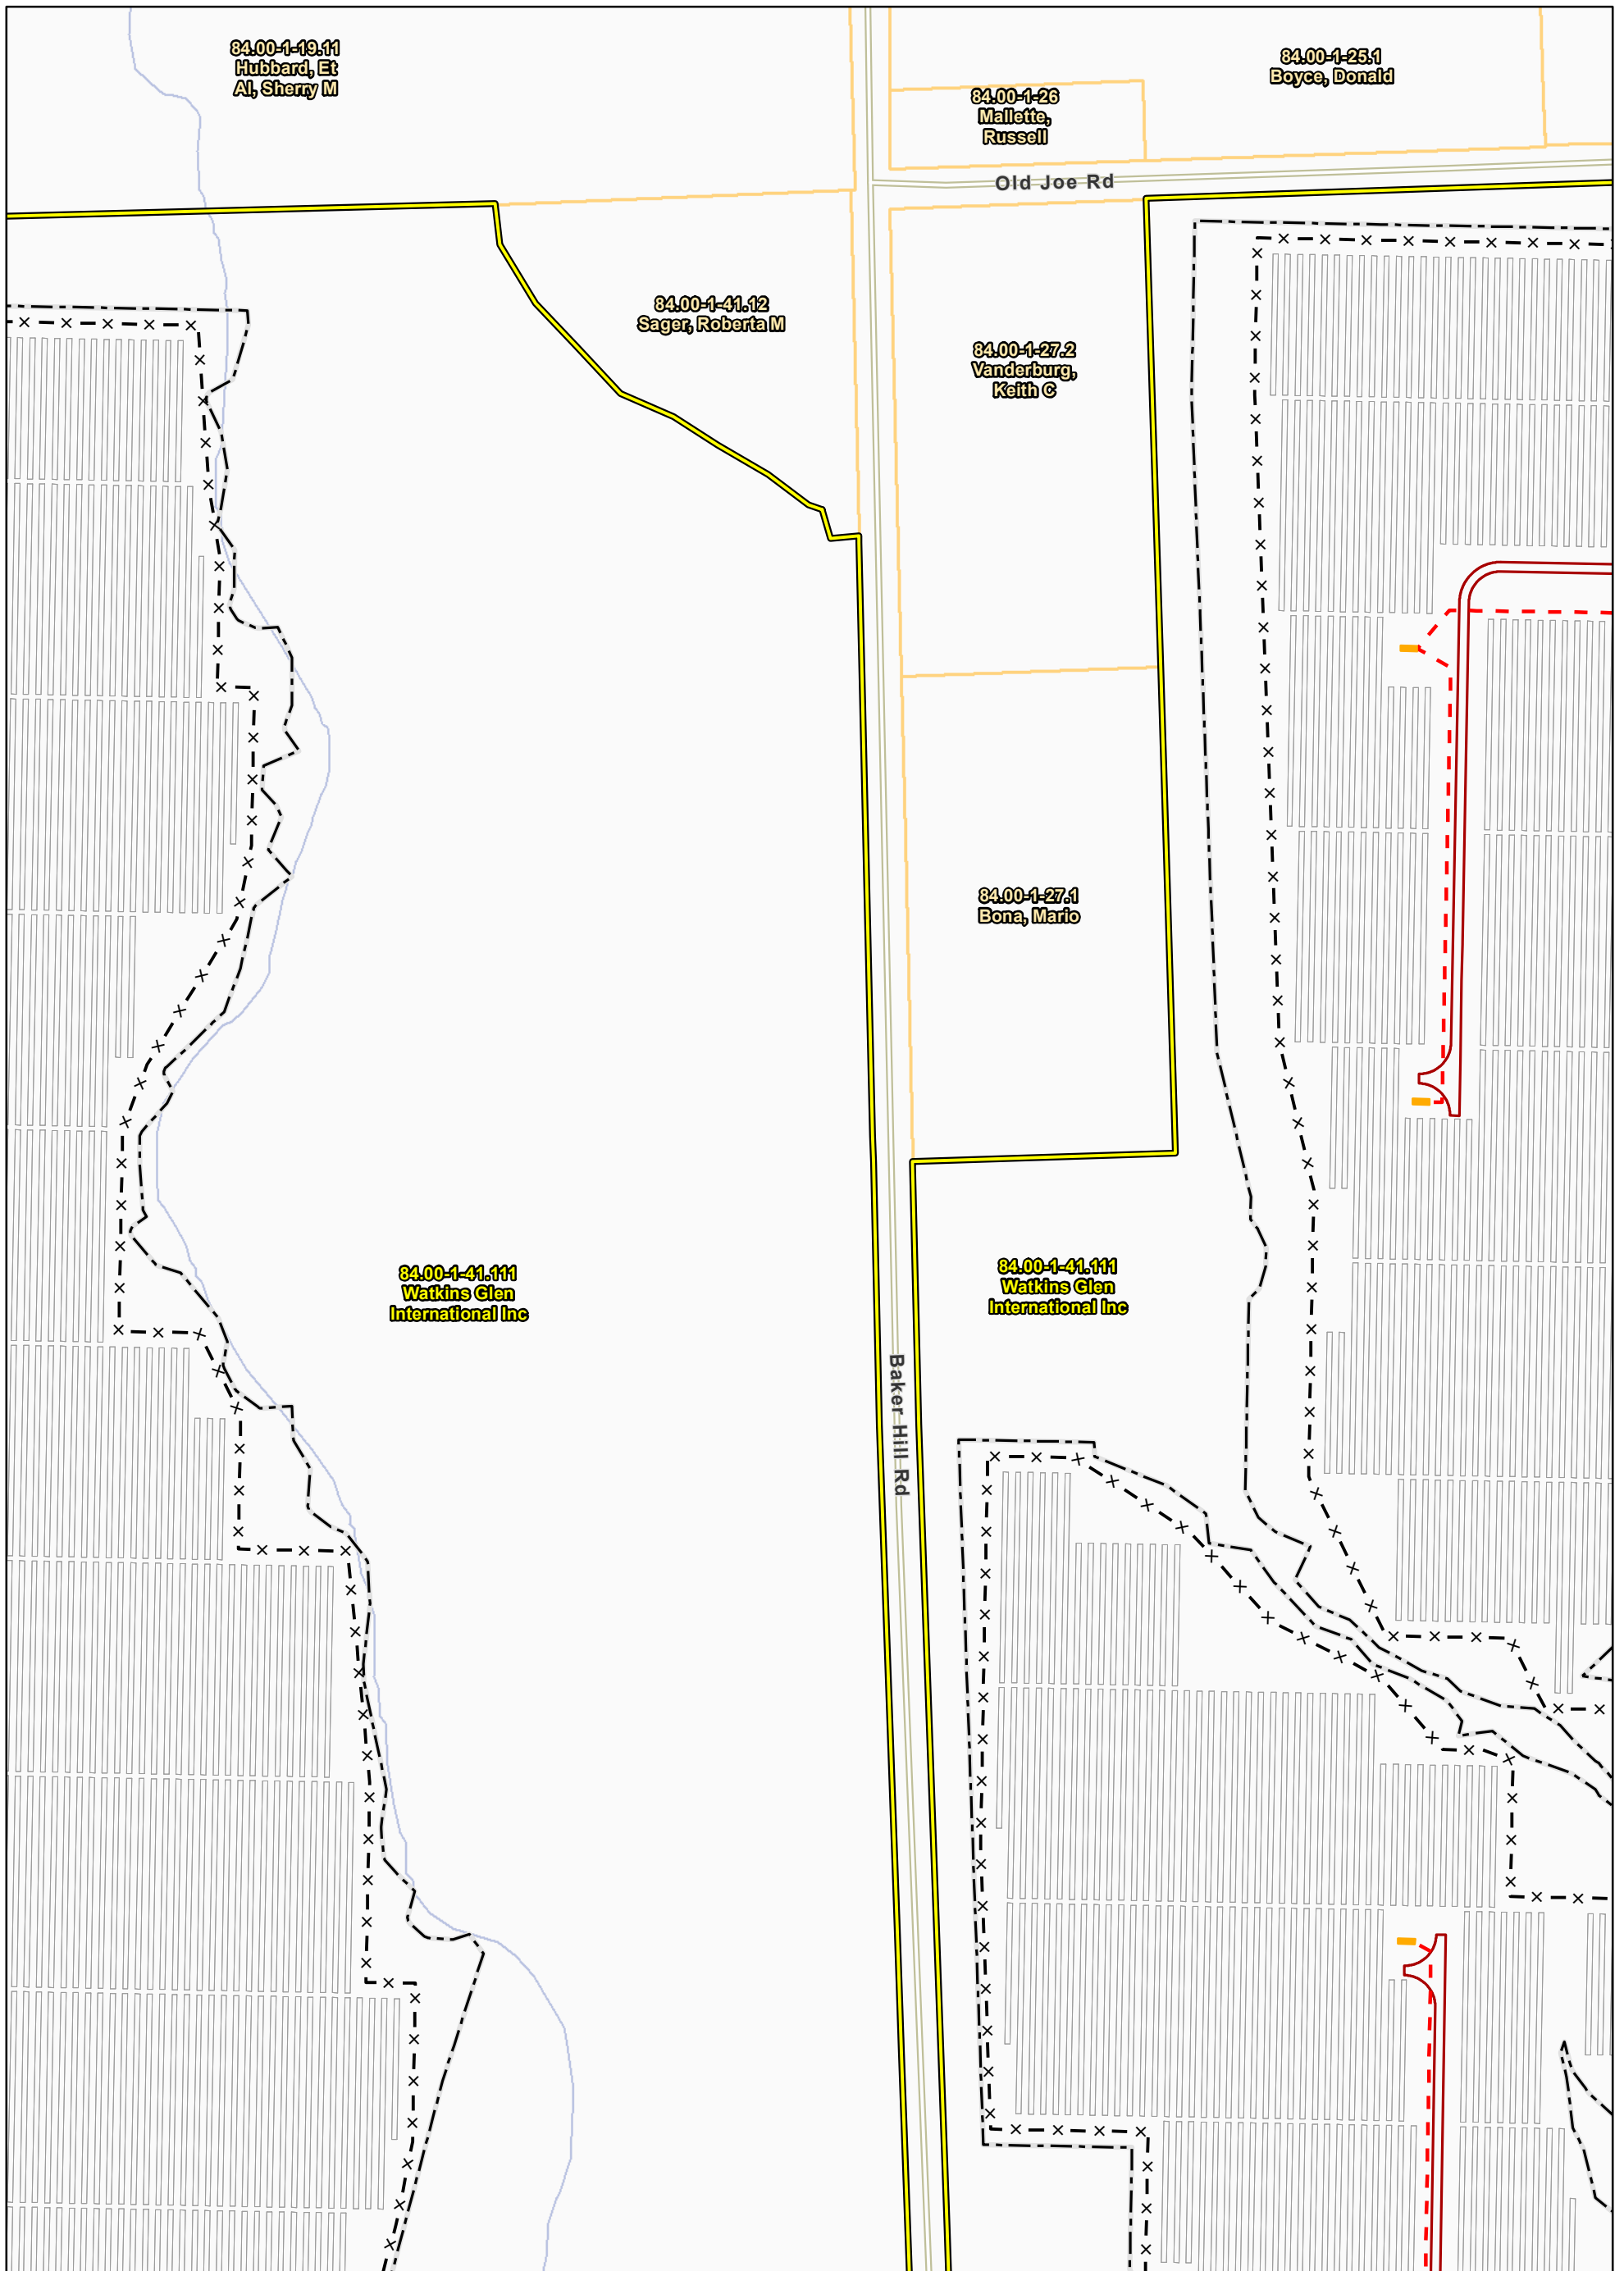 84.00-1-19.11
Hubbard, Et
Al, Sherry M
84.00-1-25.1
Boyce, Donald
84.00-1-26
Mallette,
Russell
Old Joe Rd
84.00-1-41.12
Sager, Roberta M
84.00-1-27.2
Vanderburg,
Keith C
84.00-1-27.1
Bona, Mario
84.00-1-41.111
Watkins Glen
International Inc
84.00-1-41.111
Watkins Glen
International Inc
Baker Hill Rd